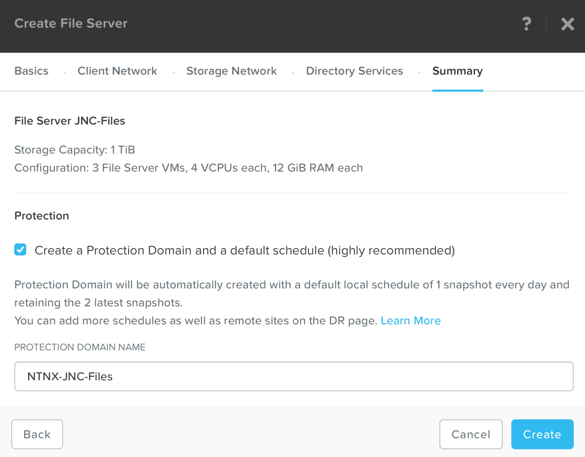 Create File Server
?
Basics
Client Network
Storage Network
Directory Services
Summary
File Server JNC-Files
Storage Capacity: 1 TiB
Configuration: 3 File Server VMs, 4 VCPUs each, 12 GiB RAM each
Protection
Create a Protection Domain and a default schedule (highly recommended)
Protection Domain will be automatically created with a default local schedule of 1 snapshot every day and
retaining the 2 latest snapshots.
You can add more schedules as well as remote sites on the DR page. Learn More
PROTECTION DOMAIN NAME
NTNX-JNC-Files
Back
Cancel
Create